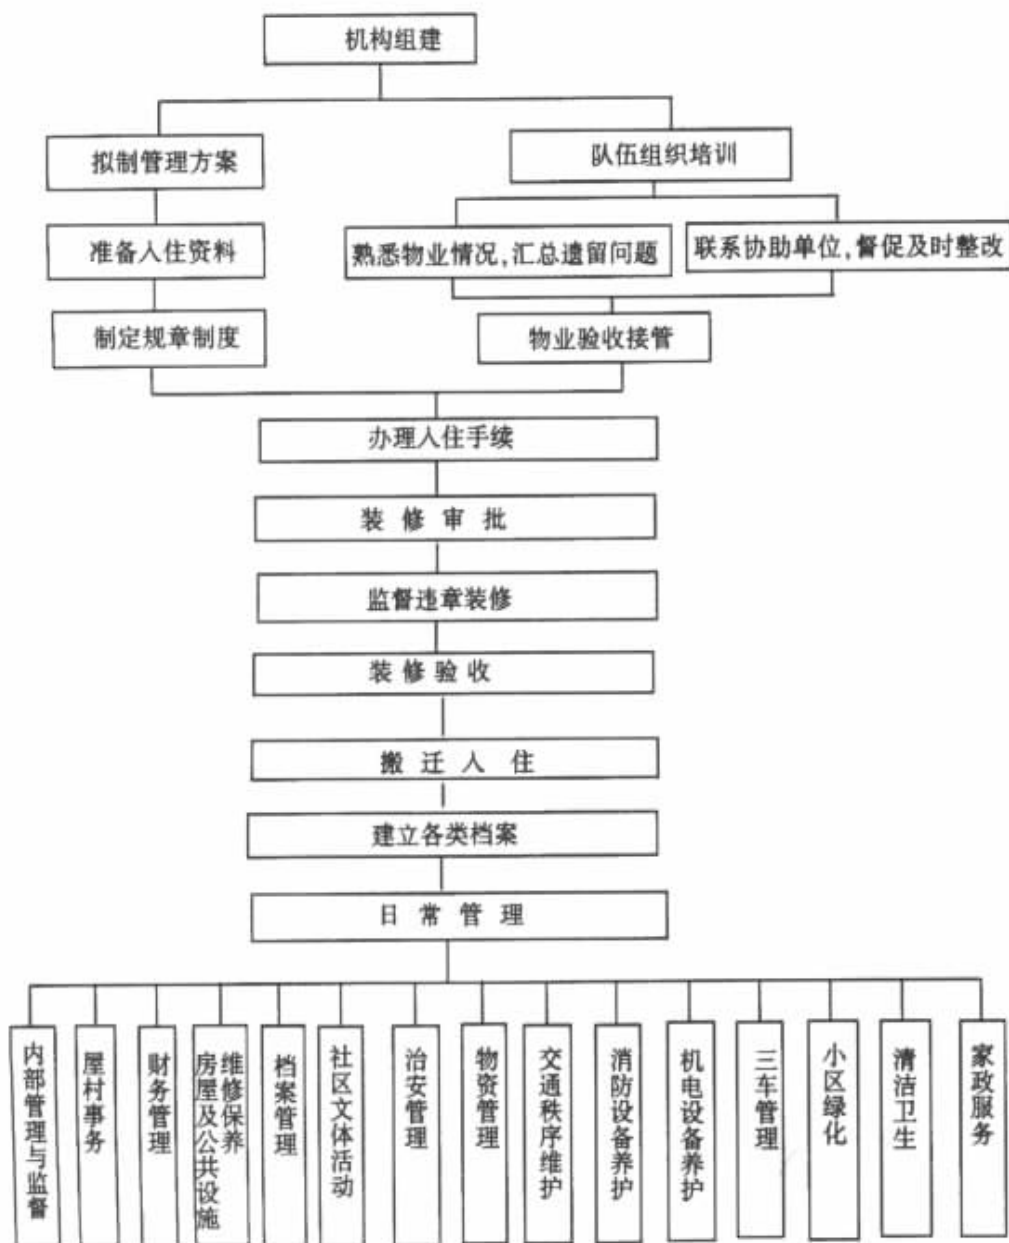 机构组建
拟制管理方案
队伍组织培训
准备入住资料
熟悉物业情况，汇总遗留问题
联系协助单位，督促及时整改
制定规章制度
物业验收接管
办理入住手续
装修审批
监督违章装修
装修验收
搬迁入住
建立各类档案
日常管理
内部管理与监督
屋村事务
财务管理
房屋及公共设施
维修保养
档案管理
社区文体活动
治安管理
物资管理
交通秩序维护
消防设备养护
机电设备养护
三车管理
小区绿化
清洁卫生
家政服务